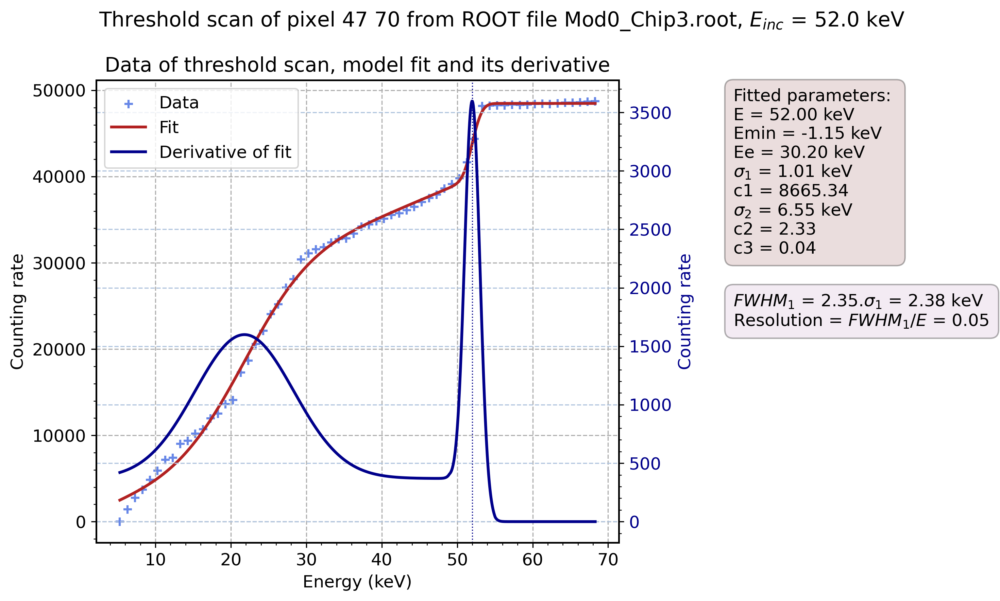 Threshold scan of pixel 47 70 from ROOT file Mod0_Chip3.root, E_inc = 52.0 keV
Data of threshold scan, model fit and its derivative
Data
Fit
Derivative of fit
50000
40000
30000
20000
10000
0
Counting rate
10 20 30 40 50 60 70
Energy (keV)
3500
3000
2500
2000
1500
1000
500
0
Counting rate
Fitted parameters:
E = 52.00 keV
Emin = -1.15 keV
Ee = 30.20 keV
σ₁ = 1.01 keV
c1 = 8665.34
σ₂ = 6.55 keV
c2 = 2.33
c3 = 0.04
FWHM₁ = 2.35.σ₁ = 2.38 keV
Resolution = FWHM₁/E = 0.05